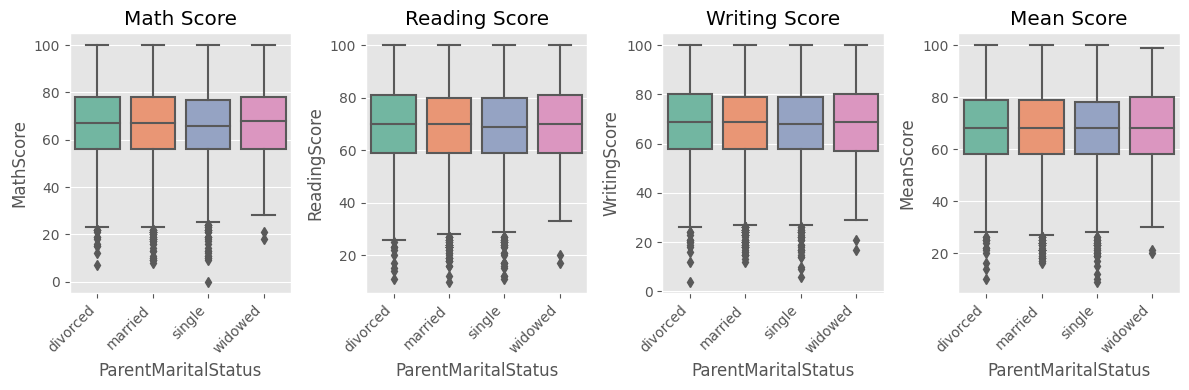 Math Score
MathScore
100
80
60
40
20
0
divorced
married
single
widowed
ParentMaritalStatus
Reading Score
ReadingScore
100
80
60
40
20
divorced
married
single
widowed
ParentMaritalStatus
Writing Score
WritingScore
100
80
60
40
20
0
divorced
married
single
widowed
ParentMaritalStatus
Mean Score
MeanScore
100
80
60
40
20
divorced
married
single
widowed
ParentMaritalStatus